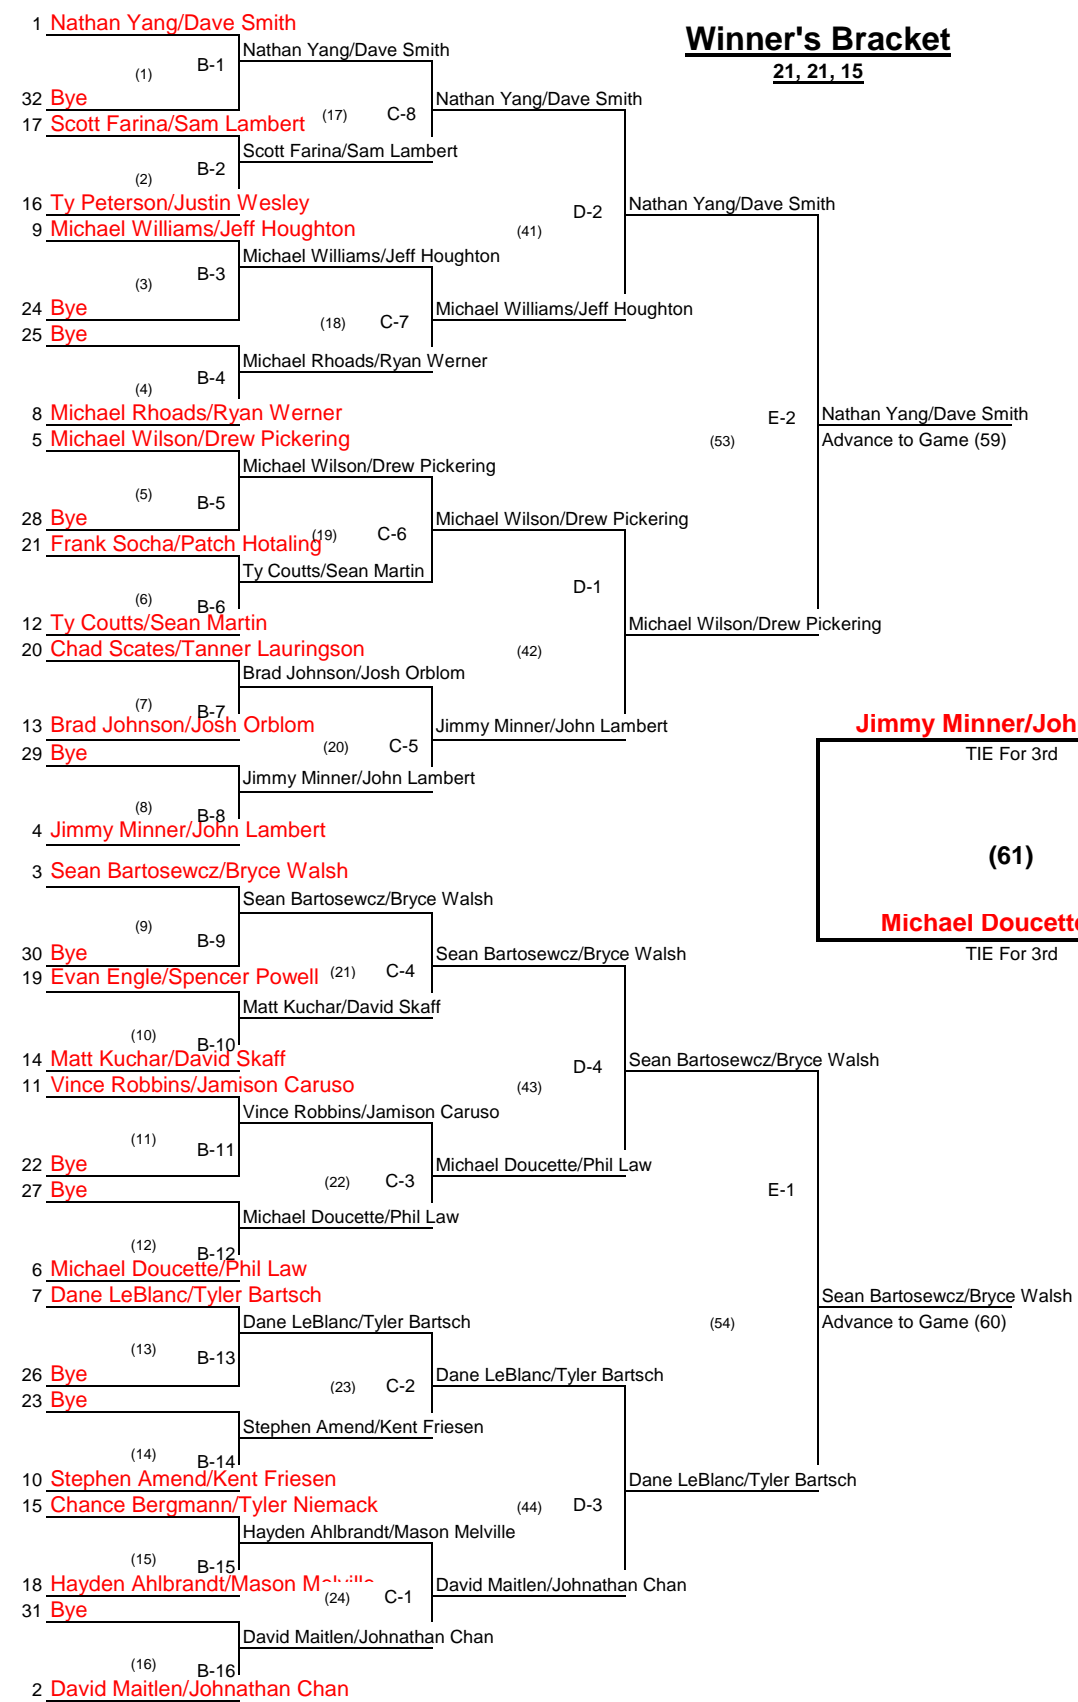 1 Nathan Yang/Dave Smith
Winner's Bracket
Nathan Yang/Dave Smith
B-1
(1)
21, 21, 15
32 Bye
Nathan Yang/Dave Smith
(17) C-8
17 Scott Farina/Sam Lambert
Scott Farina/Sam Lambert
B-2
(2)
16 Ty Peterson/Justin Wesley
Nathan Yang/Dave Smith
D-2
9 Michael Williams/Jeff Houghton
(41)
Michael Williams/Jeff Houghton
B-3
(3)
24 Bye
Michael Williams/Jeff Houghton
(18) C-7
25 Bye
Michael Rhoads/Ryan Werner
B-4
(4)
8 Michael Rhoads/Ryan Werner
Nathan Yang/Dave Smith
E-2
5 Michael Wilson/Drew Pickering
(53)
Advance to Game (59)
Michael Wilson/Drew Pickering
(5)
B-5
28 Bye
Michael Wilson/Drew Pickering
(19) C-6
21 Frank Socha/Patch Hotaling
Ty Coutts/Sean Martin
D-1
(6)
B-6
12 Ty Coutts/Sean Martin
Michael Wilson/Drew Pickering
20 Chad Scates/Tanner Lauringson
(42)
Brad Johnson/Josh Orblom
(7)
B-7
13 Brad Johnson/Josh Orblom
Jimmy Minner/John Lambert
Jimmy Minner/Joh
(20) C-5
29 Bye
TIE For 3rd
Jimmy Minner/John Lambert
(8)
B-8
4 Jimmy Minner/John Lambert
(61)
3 Sean Bartosewcz/Bryce Walsh
Sean Bartosewcz/Bryce Walsh
(9)
B-9
Michael Doucette
30 Bye
Sean Bartosewcz/Bryce Walsh
TIE For 3rd
19 Evan Engle/Spencer Powell
(21) C-4
Matt Kuchar/David Skaff
(10)
B-10
14 Matt Kuchar/David Skaff
Sean Bartosewcz/Bryce Walsh
D-4
11 Vince Robbins/Jamison Caruso
(43)
Vince Robbins/Jamison Caruso
(11)
B-11
22 Bye
Michael Doucette/Phil Law
(22) C-3
27 Bye
E-1
Michael Doucette/Phil Law
(12)
B-12
6 Michael Doucette/Phil Law
7 Dane LeBlanc/Tyler Bartsch
Sean Bartosewcz/Bryce Walsh
Dane LeBlanc/Tyler Bartsch
(54)
Advance to Game (60)
(13)
B-13
26 Bye
Dane LeBlanc/Tyler Bartsch
(23) C-2
23 Bye
Stephen Amend/Kent Friesen
(14)
B-14
10 Stephen Amend/Kent Friesen
Dane LeBlanc/Tyler Bartsch
15 Chance Bergmann/Tyler Niemack
(44) D-3
Hayden Ahlbrandt/Mason Melville
(15)
B-15
18 Hayden Ahlbrandt/Mason Melville
David Maitlen/Johnathan Chan
(24) C-1
31 Bye
David Maitlen/Johnathan Chan
(16)
B-16
2 David Maitlen/Johnathan Chan